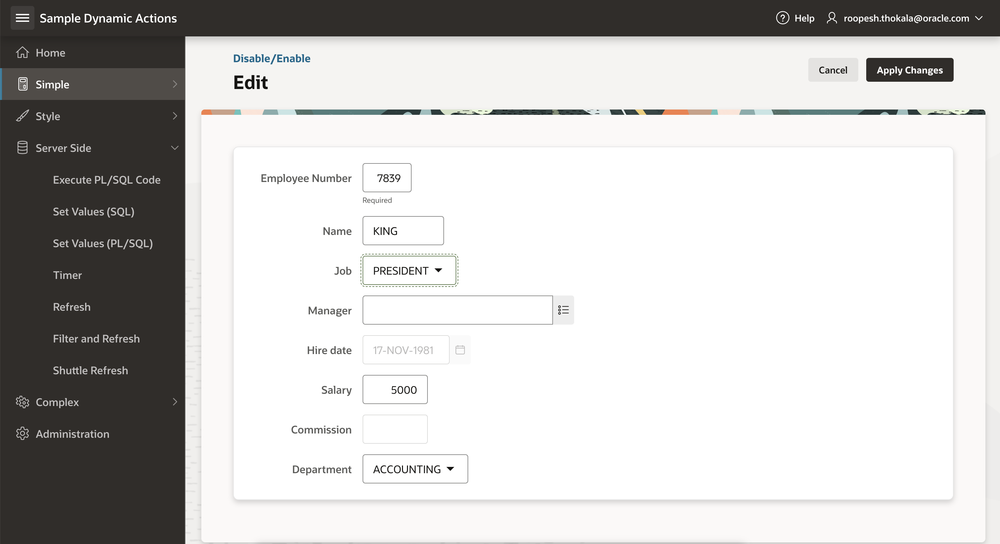 Sample Dynamic Actions
Help
roopesh.thokala@oracle.com
Home
Simple
Style
Server Side
Execute PL/SQL Code
Set Values (SQL)
Set Values (PL/SQL)
Timer
Refresh
Filter and Refresh
Shuttle Refresh
Complex
Administration
Disable/Enable
Edit
Cancel
Apply Changes
Employee Number 7839
Required
Name KING
Job PRESIDENT
Manager
Hire date 17-NOV-1981
Salary 5000
Commission
Department ACCOUNTING